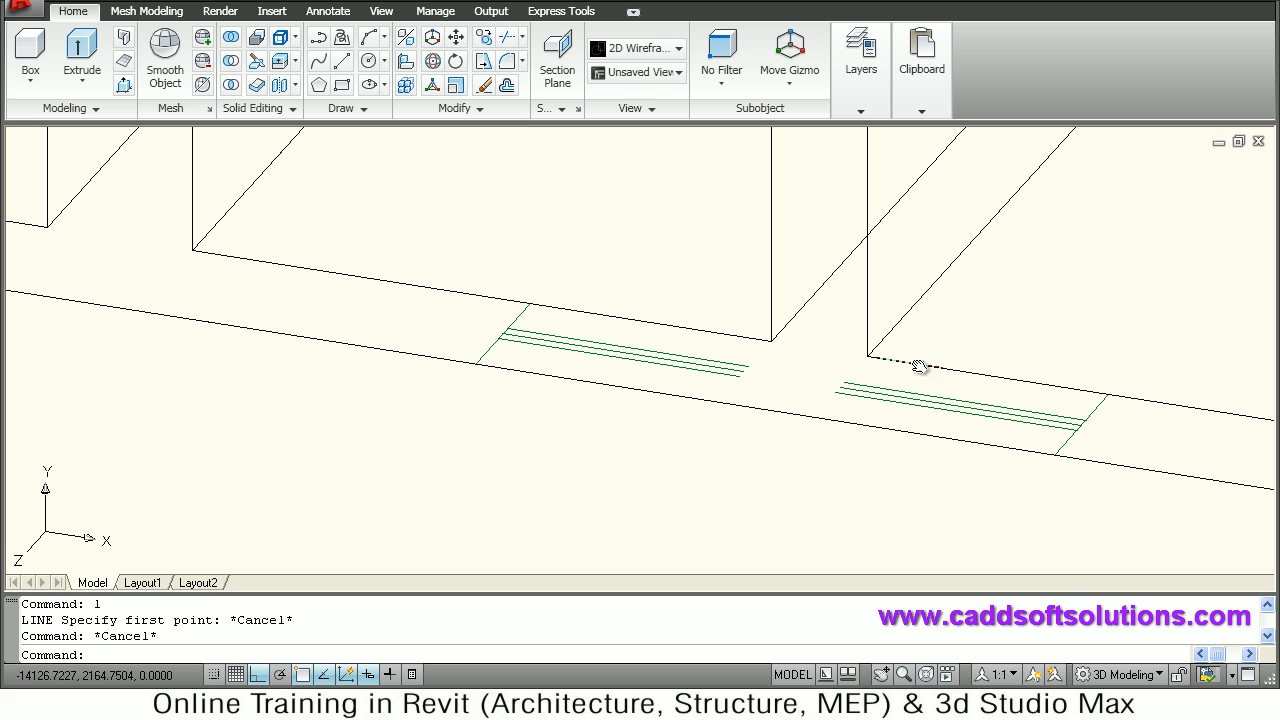 Home Mesh Modeling Render Insert Annotate View Manage Output Express Tools
Box Extrude Smooth Object Section Plane 2D Wirefra... Unsaved View No Filter Move Gizmo Layers Clipboard
Modeling Mesh Solid Editing Draw Modify S... View Subobject
Y
X
Z
Model Layout1 Layout2
Command: l
LINE Specify first point: *Cancel*
Command: *Cancel*
Command:
www.caddsoftsolutions.com
-14126.7227, 2164.7504, 0.0000 MODEL 1:1 3D Modeling
Online Training in Revit (Architecture, Structure, MEP) & 3d Studio Max